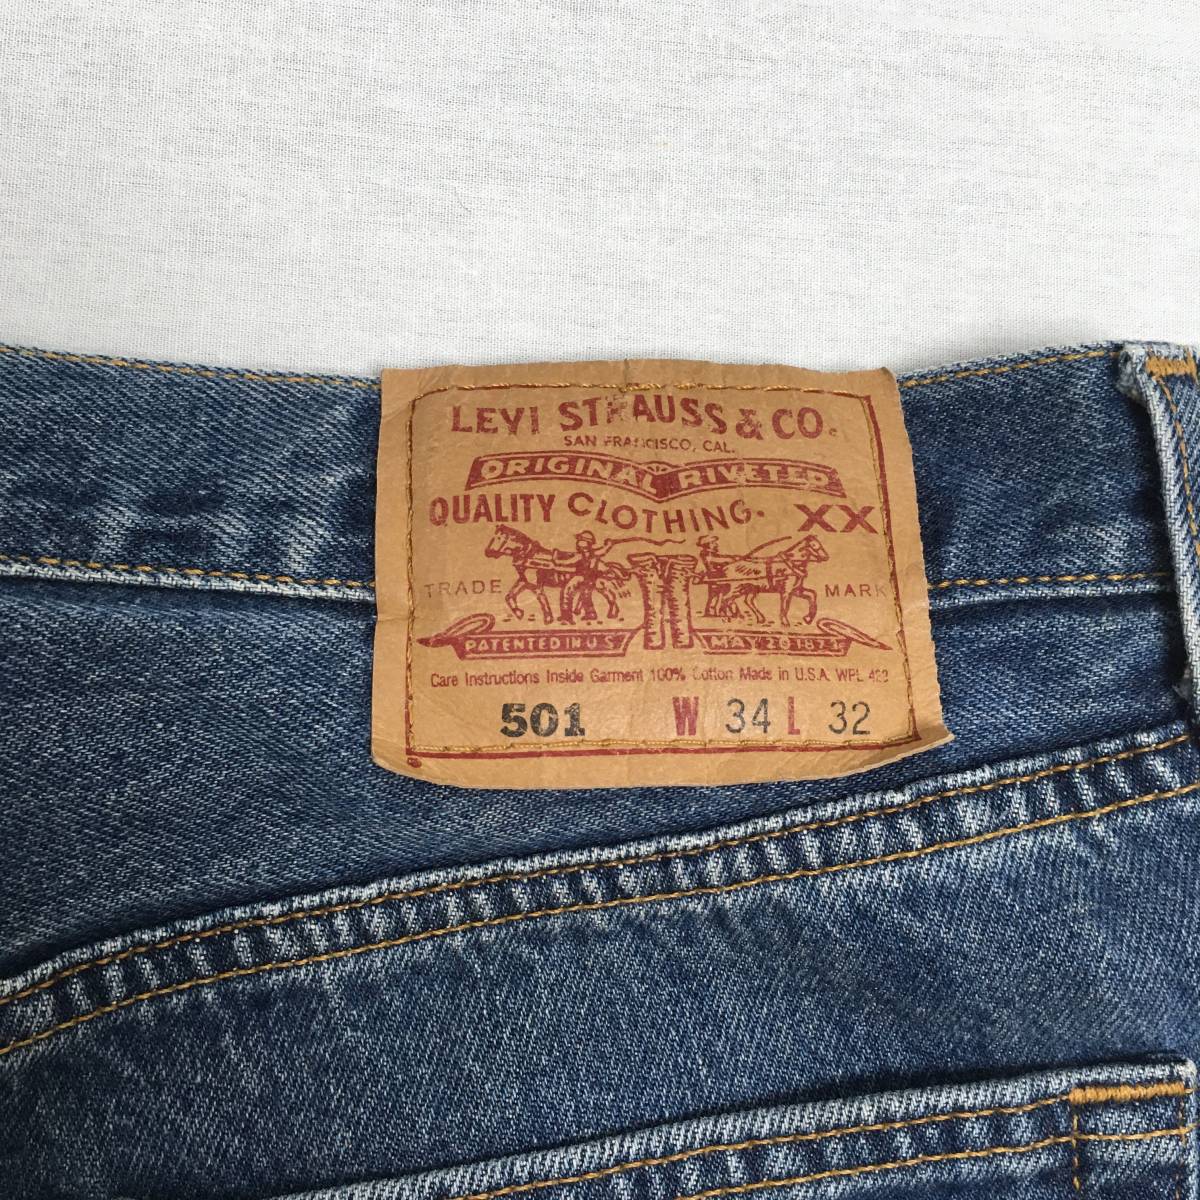 LEVI STRAUSS & CO.
SAN FRANCISCO, CAL.
ORIGINAL RIVETED
QUALITY CLOTHING. XX
TRADE MARK
PATENTED IN U.S. MAY 20 1873
Care Instructions Inside Garment 100% Cotton Made in U.S.A. WPL 423
501 W 34 L 32
®